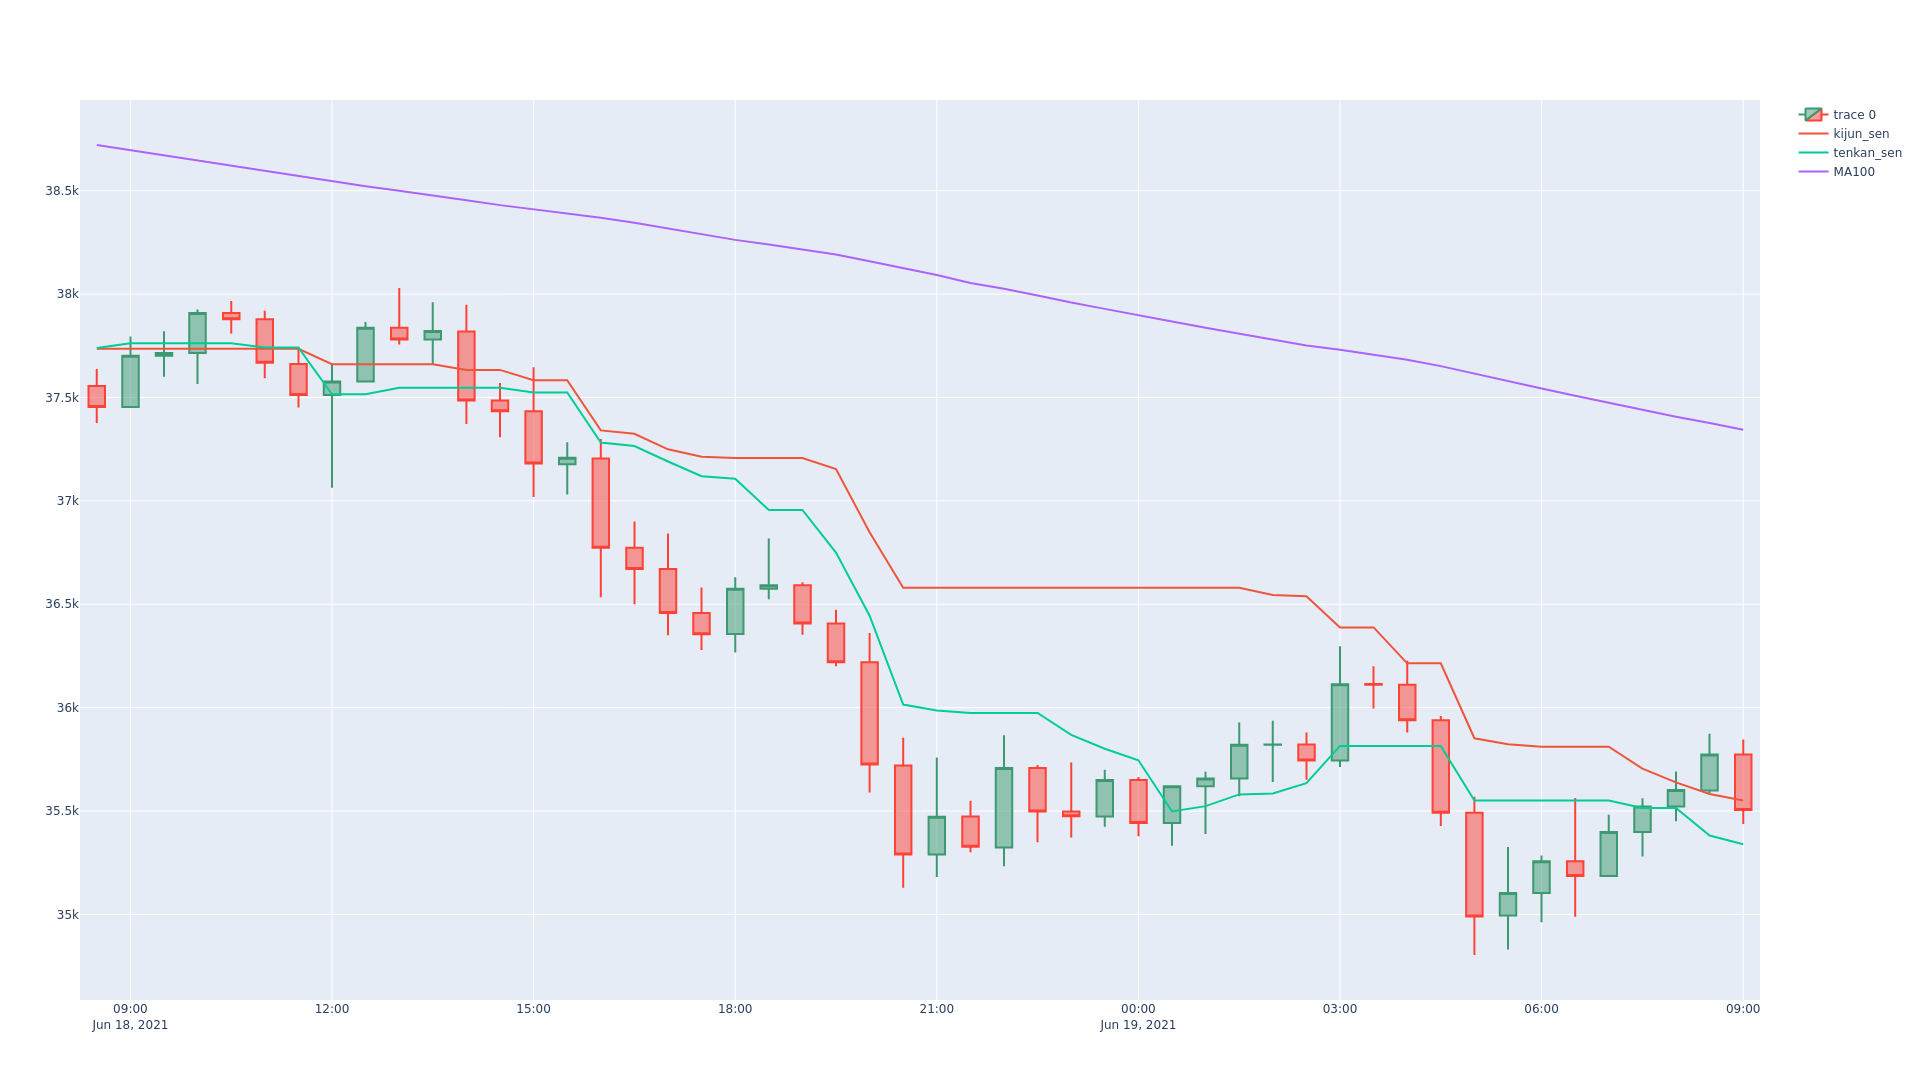 trace 0
kijun_sen
tenkan_sen
MA100
38.5k
38k
37.5k
37k
36.5k
36k
35.5k
35k
09:00 12:00 15:00 18:00 21:00 00:00 03:00 06:00 09:00
Jun 18, 2021 Jun 19, 2021